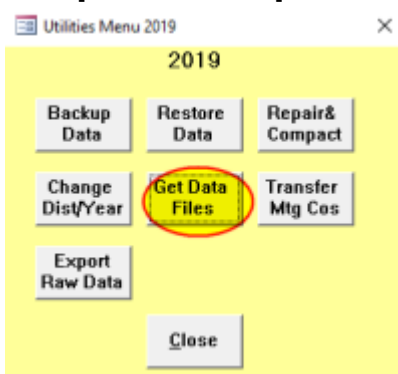 Utilities Menu 2019
2019
Backup Data
Restore Data
Repair& Compact
Change Dist/Year
Get Data Files
Transfer Mtg Cos
Export Raw Data
Close